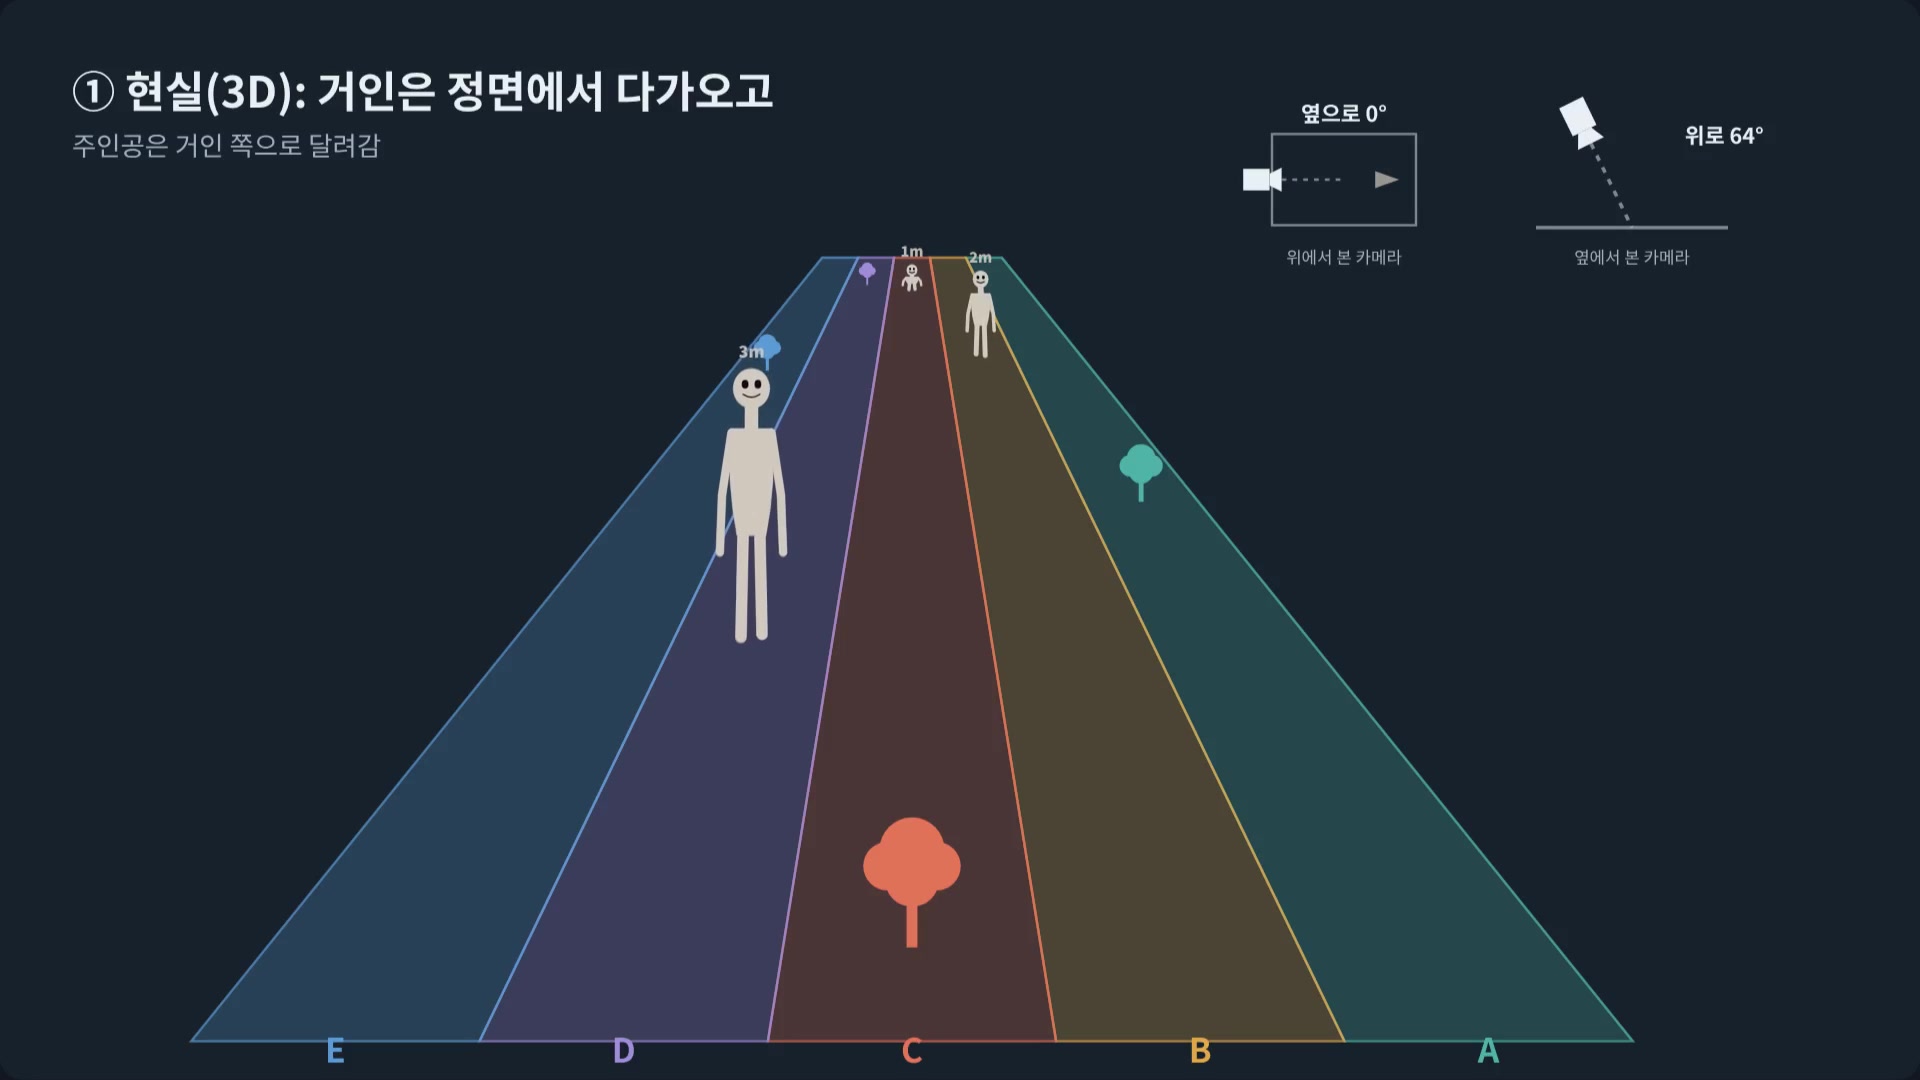 ① 현실(3D): 거인은 정면에서 다가오고
주인공은 거인 쪽으로 달려감
옆으로 0°
위로 64°
위에서 본 카메라
옆에서 본 카메라
1m
2m
3m
E
D
C
B
A